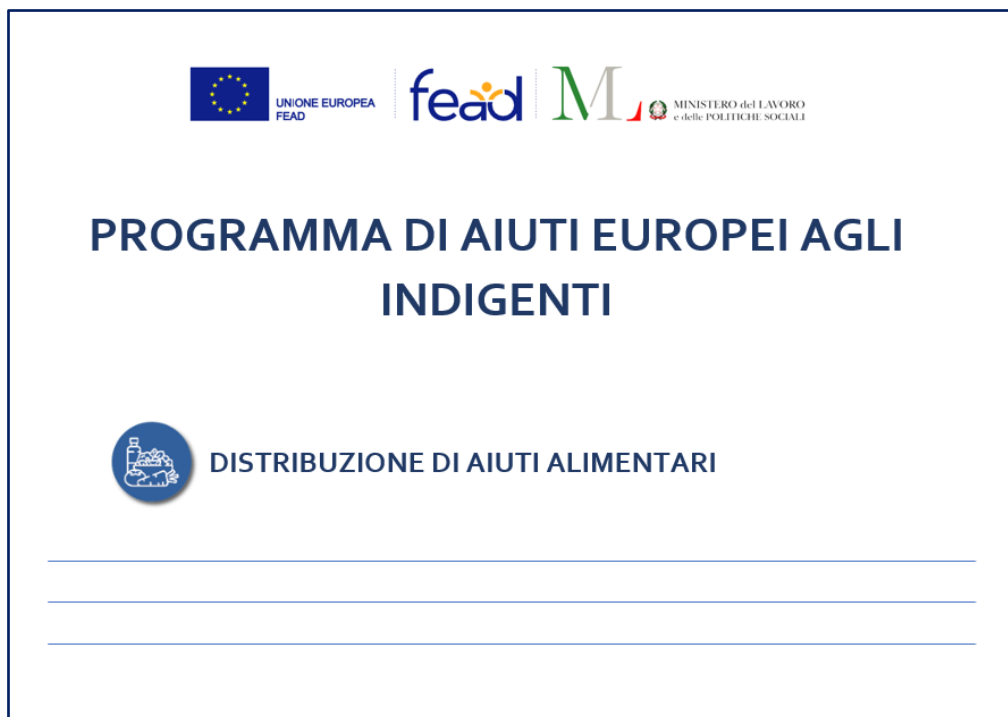 UNIONE EUROPEA
FEAD
fead
ML
MINISTERO del LAVORO
e delle POLITICHE SOCIALI
PROGRAMMA DI AIUTI EUROPEI AGLI
INDIGENTI
DISTRIBUZIONE DI AIUTI ALIMENTARI